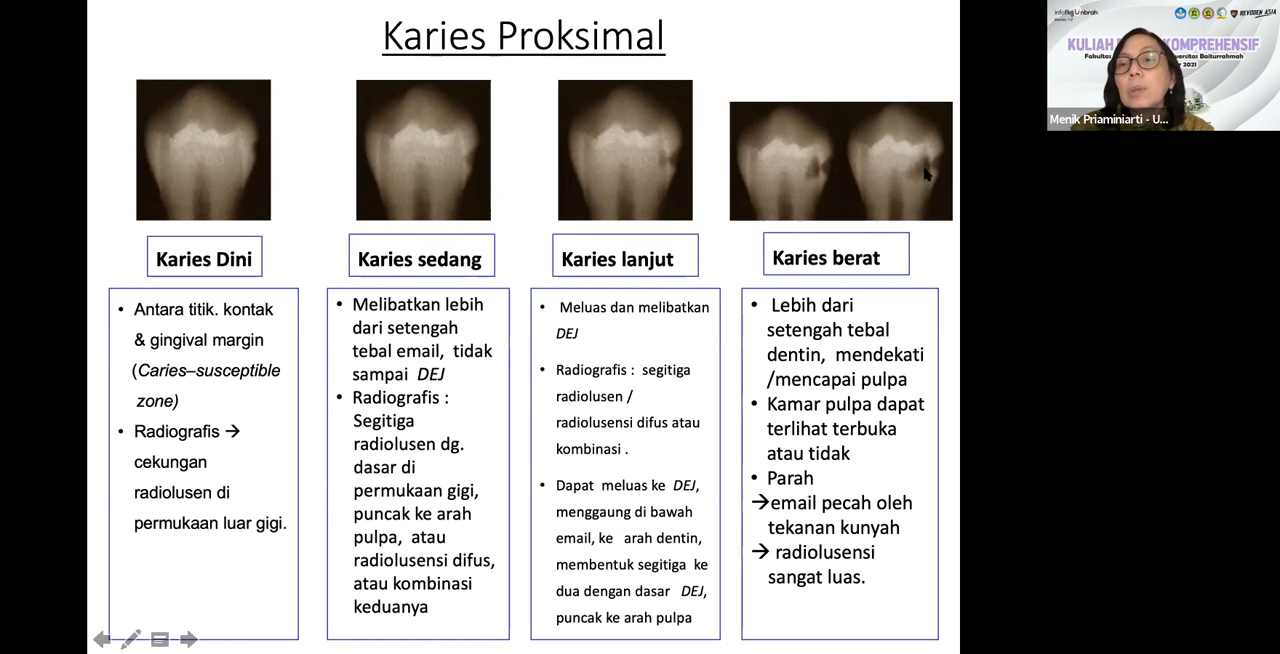 Karies Proksimal
Karies Dini
• Antara titik. kontak
& gingival margin
(Caries–susceptible
zone)
• Radiografis →
cekungan
radiolusen di
permukaan luar gigi.
Karies sedang
• Melibatkan lebih
dari setengah
tebal email, tidak
sampai DEJ
• Radiografis :
Segitiga
radiolusen dg.
dasar di
permukaan gigi,
puncak ke arah
pulpa, atau
radiolusensi difus,
atau kombinasi
keduanya
Karies lanjut
• Meluas dan melibatkan
DEJ
• Radiografis : segitiga
radiolusen /
radiolusensi difus atau
kombinasi .
• Dapat meluas ke DEJ,
menggaung di bawah
email, ke arah dentin,
membentuk segitiga ke
dua dengan dasar DEJ,
puncak ke arah pulpa
Karies berat
• Lebih dari
setengah tebal
dentin, mendekati
/mencapai pulpa
• Kamar pulpa dapat
terlihat terbuka
atau tidak
• Parah
→email pecah oleh
tekanan kunyah
→ radiolusensi
sangat luas.
REVODEN ASIA
KULIAH KOMPREHENSIF
Fakultas Baiturrahmah
2021
Menik Priaminiarti - U...